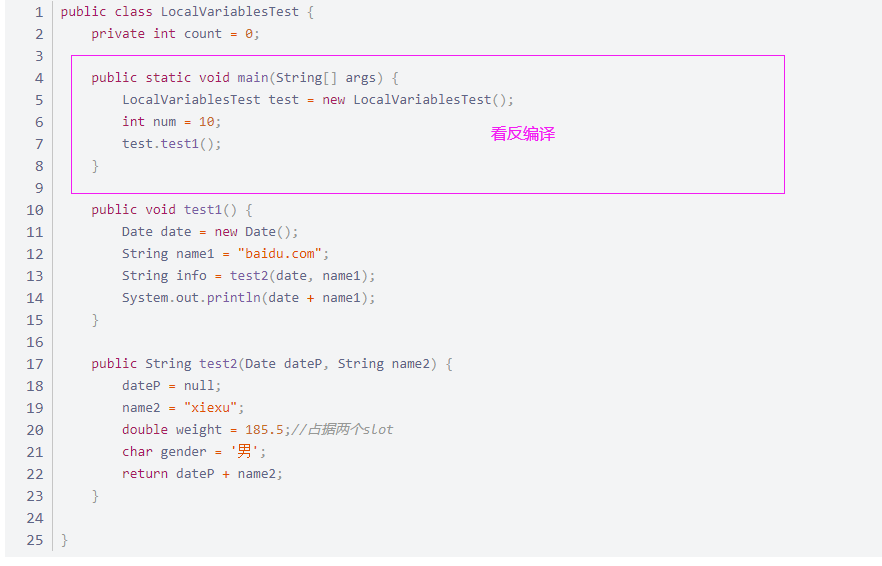 1 public class LocalVariablesTest {
2     private int count = 0;
3
4     public static void main(String[] args) {
5         LocalVariablesTest test = new LocalVariablesTest();
6         int num = 10;
看反编译
7         test.test1();
8     }
9
10     public void test1() {
11         Date date = new Date();
12         String name1 = "baidu.com";
13         String info = test2(date, name1);
14         System.out.println(date + name1);
15     }
16
17     public String test2(Date dateP, String name2) {
18         dateP = null;
19         name2 = "xiexu";
20         double weight = 185.5;//占据两个slot
21         char gender = '男';
22         return dateP + name2;
23     }
24
25 }